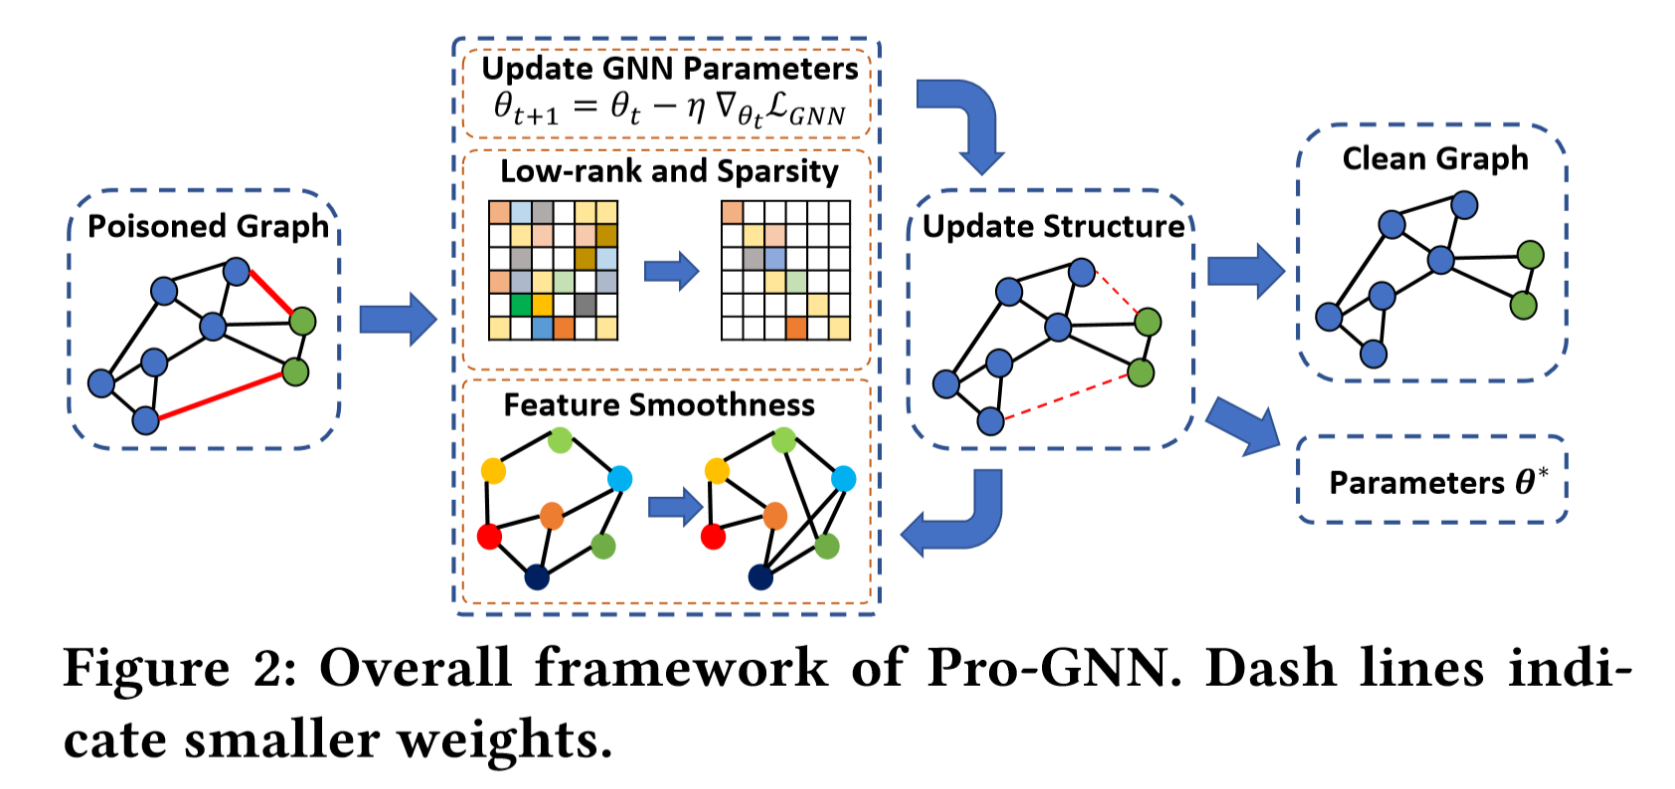 Poisoned Graph
Update GNN Parameters
θ_{t+1} = θ_t − η ∇_{θ_t} ℒ_{GNN}
Low-rank and Sparsity
Feature Smoothness
Update Structure
Clean Graph
Parameters θ*
Figure 2: Overall framework of Pro-GNN. Dash lines indi-
cate smaller weights.